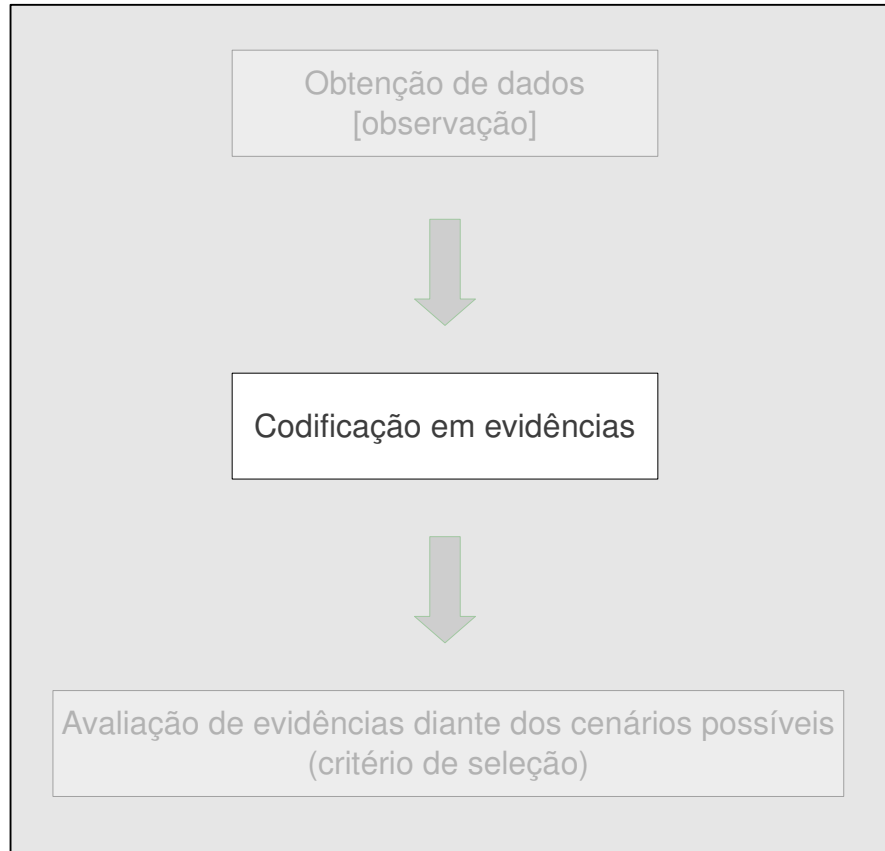 Obtenção de dados
[observação]
Codificação em evidências
Avaliação de evidências diante dos cenários possíveis
(critério de seleção)